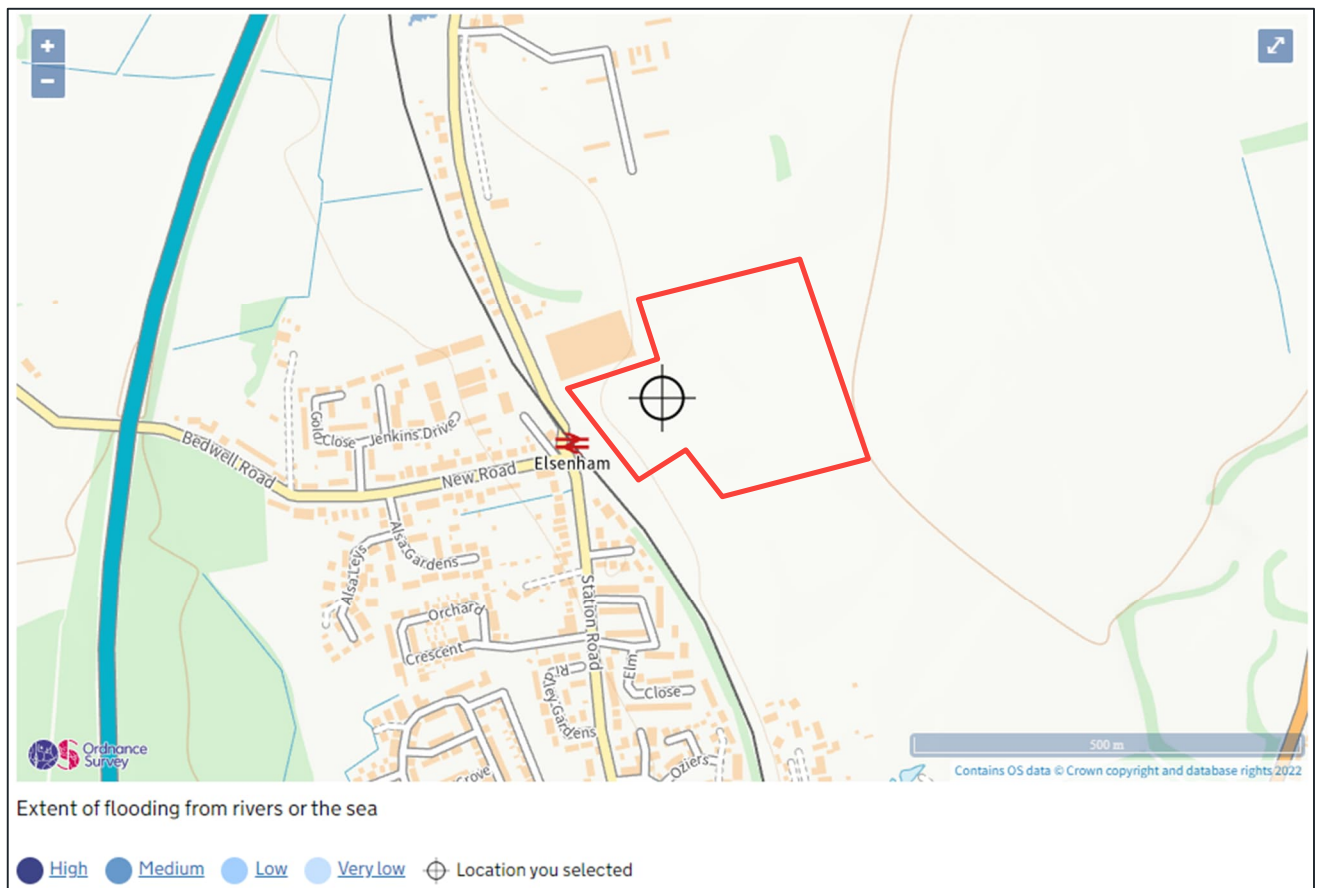 +
−
Gold
Close
Jenkins Drive
Bedwell Road
New Road
Elsenham
Alsa Gardens
Alsa Leys
Station Road
Orchard
Crescent
Elm
Close
Ridley Gardens
Oziers
Grove
Ordnance
Survey
500 m
Contains OS data © Crown copyright and database rights 2022
Extent of flooding from rivers or the sea
High Medium Low Very low Location you selected